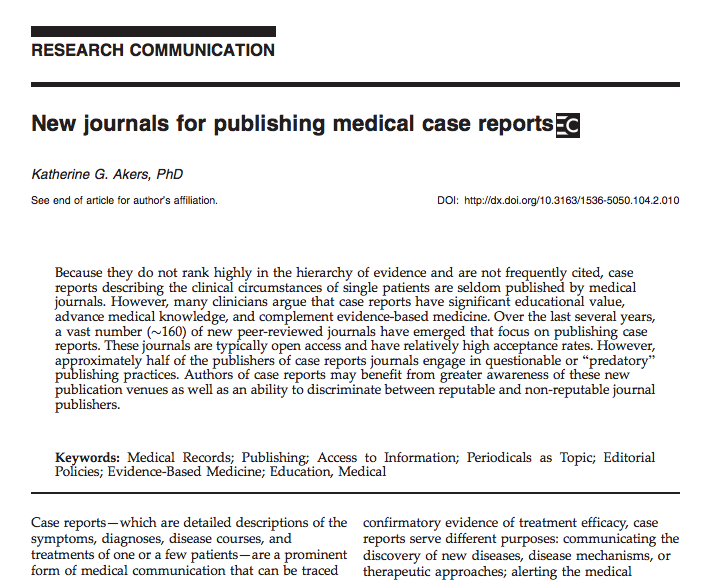 RESEARCH COMMUNICATION
New journals for publishing medical case reports EC
Katherine G. Akers, PhD
See end of article for author's affiliation.
DOI: http://dx.doi.org/10.3163/1536-5050.104.2.010
Because they do not rank highly in the hierarchy of evidence and are not frequently cited, case
reports describing the clinical circumstances of single patients are seldom published by medical
journals. However, many clinicians argue that case reports have significant educational value,
advance medical knowledge, and complement evidence-based medicine. Over the last several years,
a vast number (~160) of new peer-reviewed journals have emerged that focus on publishing case
reports. These journals are typically open access and have relatively high acceptance rates. However,
approximately half of the publishers of case reports journals engage in questionable or “predatory”
publishing practices. Authors of case reports may benefit from greater awareness of these new
publication venues as well as an ability to discriminate between reputable and non-reputable journal
publishers.
Keywords: Medical Records; Publishing; Access to Information; Periodicals as Topic; Editorial
Policies; Evidence-Based Medicine; Education, Medical
Case reports—which are detailed descriptions of the
symptoms, diagnoses, disease courses, and
treatments of one or a few patients—are a prominent
form of medical communication that can be traced
confirmatory evidence of treatment efficacy, case
reports serve different purposes: communicating the
discovery of new diseases, disease mechanisms, or
therapeutic approaches; alerting the medical